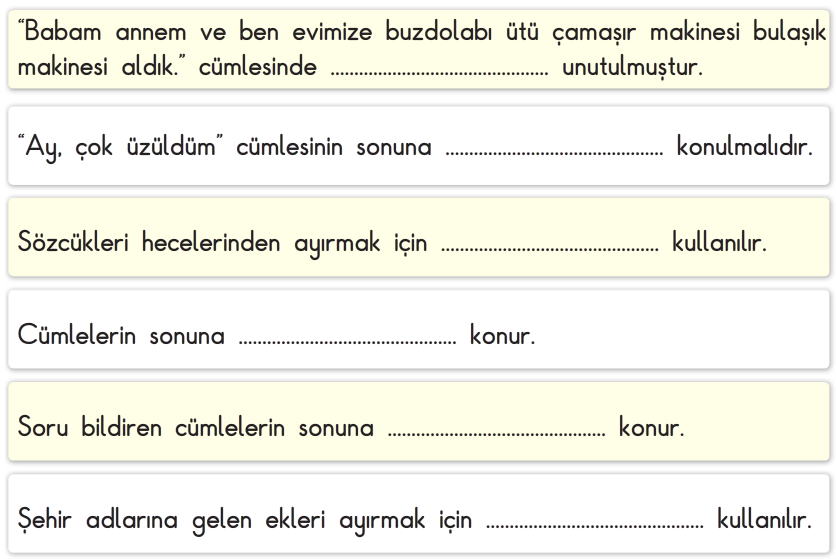 “Babam annem ve ben evimize buzdolabı ütü çamaşır makinesi bulaşık
makinesi aldık.” cümlesinde .............................................. unutulmuştur.
“Ay, çok üzüldüm” cümlesinin sonuna .............................................. konulmalıdır.
Sözcükleri hecelerinden ayırmak için .............................................. kullanılır.
Cümlelerin sonuna .............................................. konur.
Soru bildiren cümlelerin sonuna .............................................. konur.
Şehir adlarına gelen ekleri ayırmak için .............................................. kullanılır.